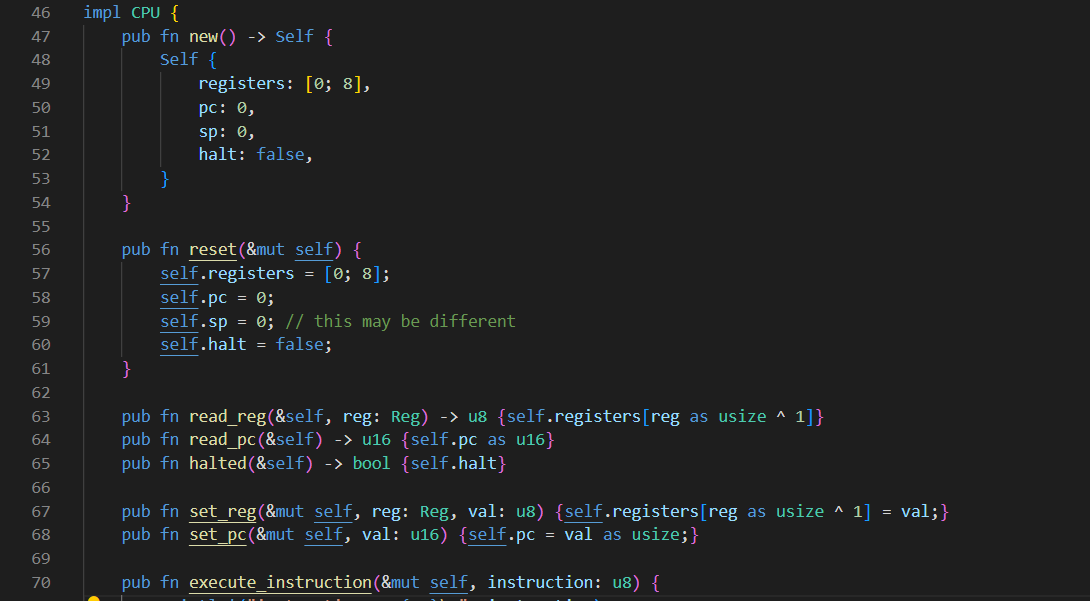 46 impl CPU {
47 pub fn new() -> Self {
48 Self {
49 registers: [0; 8],
50 pc: 0,
51 sp: 0,
52 halt: false,
53 }
54 }
55
56 pub fn reset(&mut self) {
57 self.registers = [0; 8];
58 self.pc = 0;
59 self.sp = 0; // this may be different
60 self.halt = false;
61 }
62
63 pub fn read_reg(&self, reg: Reg) -> u8 {self.registers[reg as usize ^ 1]}
64 pub fn read_pc(&self) -> u16 {self.pc as u16}
65 pub fn halted(&self) -> bool {self.halt}
66
67 pub fn set_reg(&mut self, reg: Reg, val: u8) {self.registers[reg as usize ^ 1] = val;}
68 pub fn set_pc(&mut self, val: u16) {self.pc = val as usize;}
69
70 pub fn execute_instruction(&mut self, instruction: u8) {